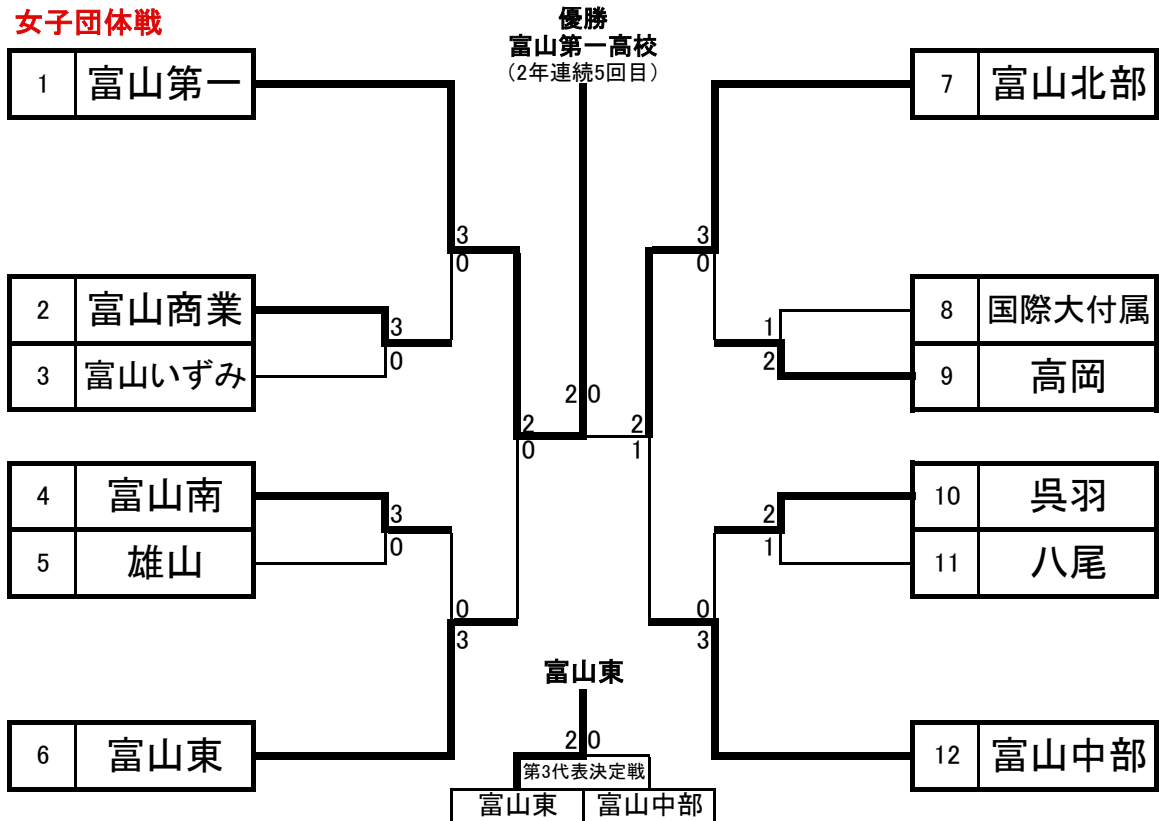 女子団体戦
優勝
富山第一高校
（2年連続5回目）
1 富山第一
7 富山北部
3
0
3
0
2 富山商業
3 富山いずみ
3
0
8 国際大付属
9 高岡
1
2
2 0
2
0
2
1
4 富山南
5 雄山
3
0
10 呉羽
11 八尾
2
1
0
3
0
3
6 富山東
12 富山中部
富山東
2 0
第3代表決定戦
富山東 富山中部